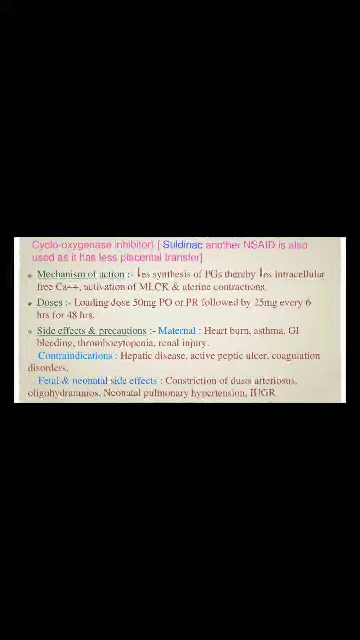 Cyclo-oxygenase inhibitor) [ Suldinac another NSAID is also
used as it has less placental transfer]
Mechanism of action :- ↓es synthesis of PGs thereby ↓es intracellular
free Ca++, activation of MLCK & uterine contractions.
Doses :- Loading dose 50mg PO or PR followed by 25mg every 6
hrs for 48 hrs.
Side effects & precautions :- Maternal : Heart burn, asthma, GI
bleeding, thrombocytopenia, renal injury.
Contraindications : Hepatic disease, active peptic ulcer, coagulation
disorders.
Fetal & neonatal side effects : Constriction of dusts arteriosus,
oligohydramnios, Neonatal pulmonary hypertension, IUGR